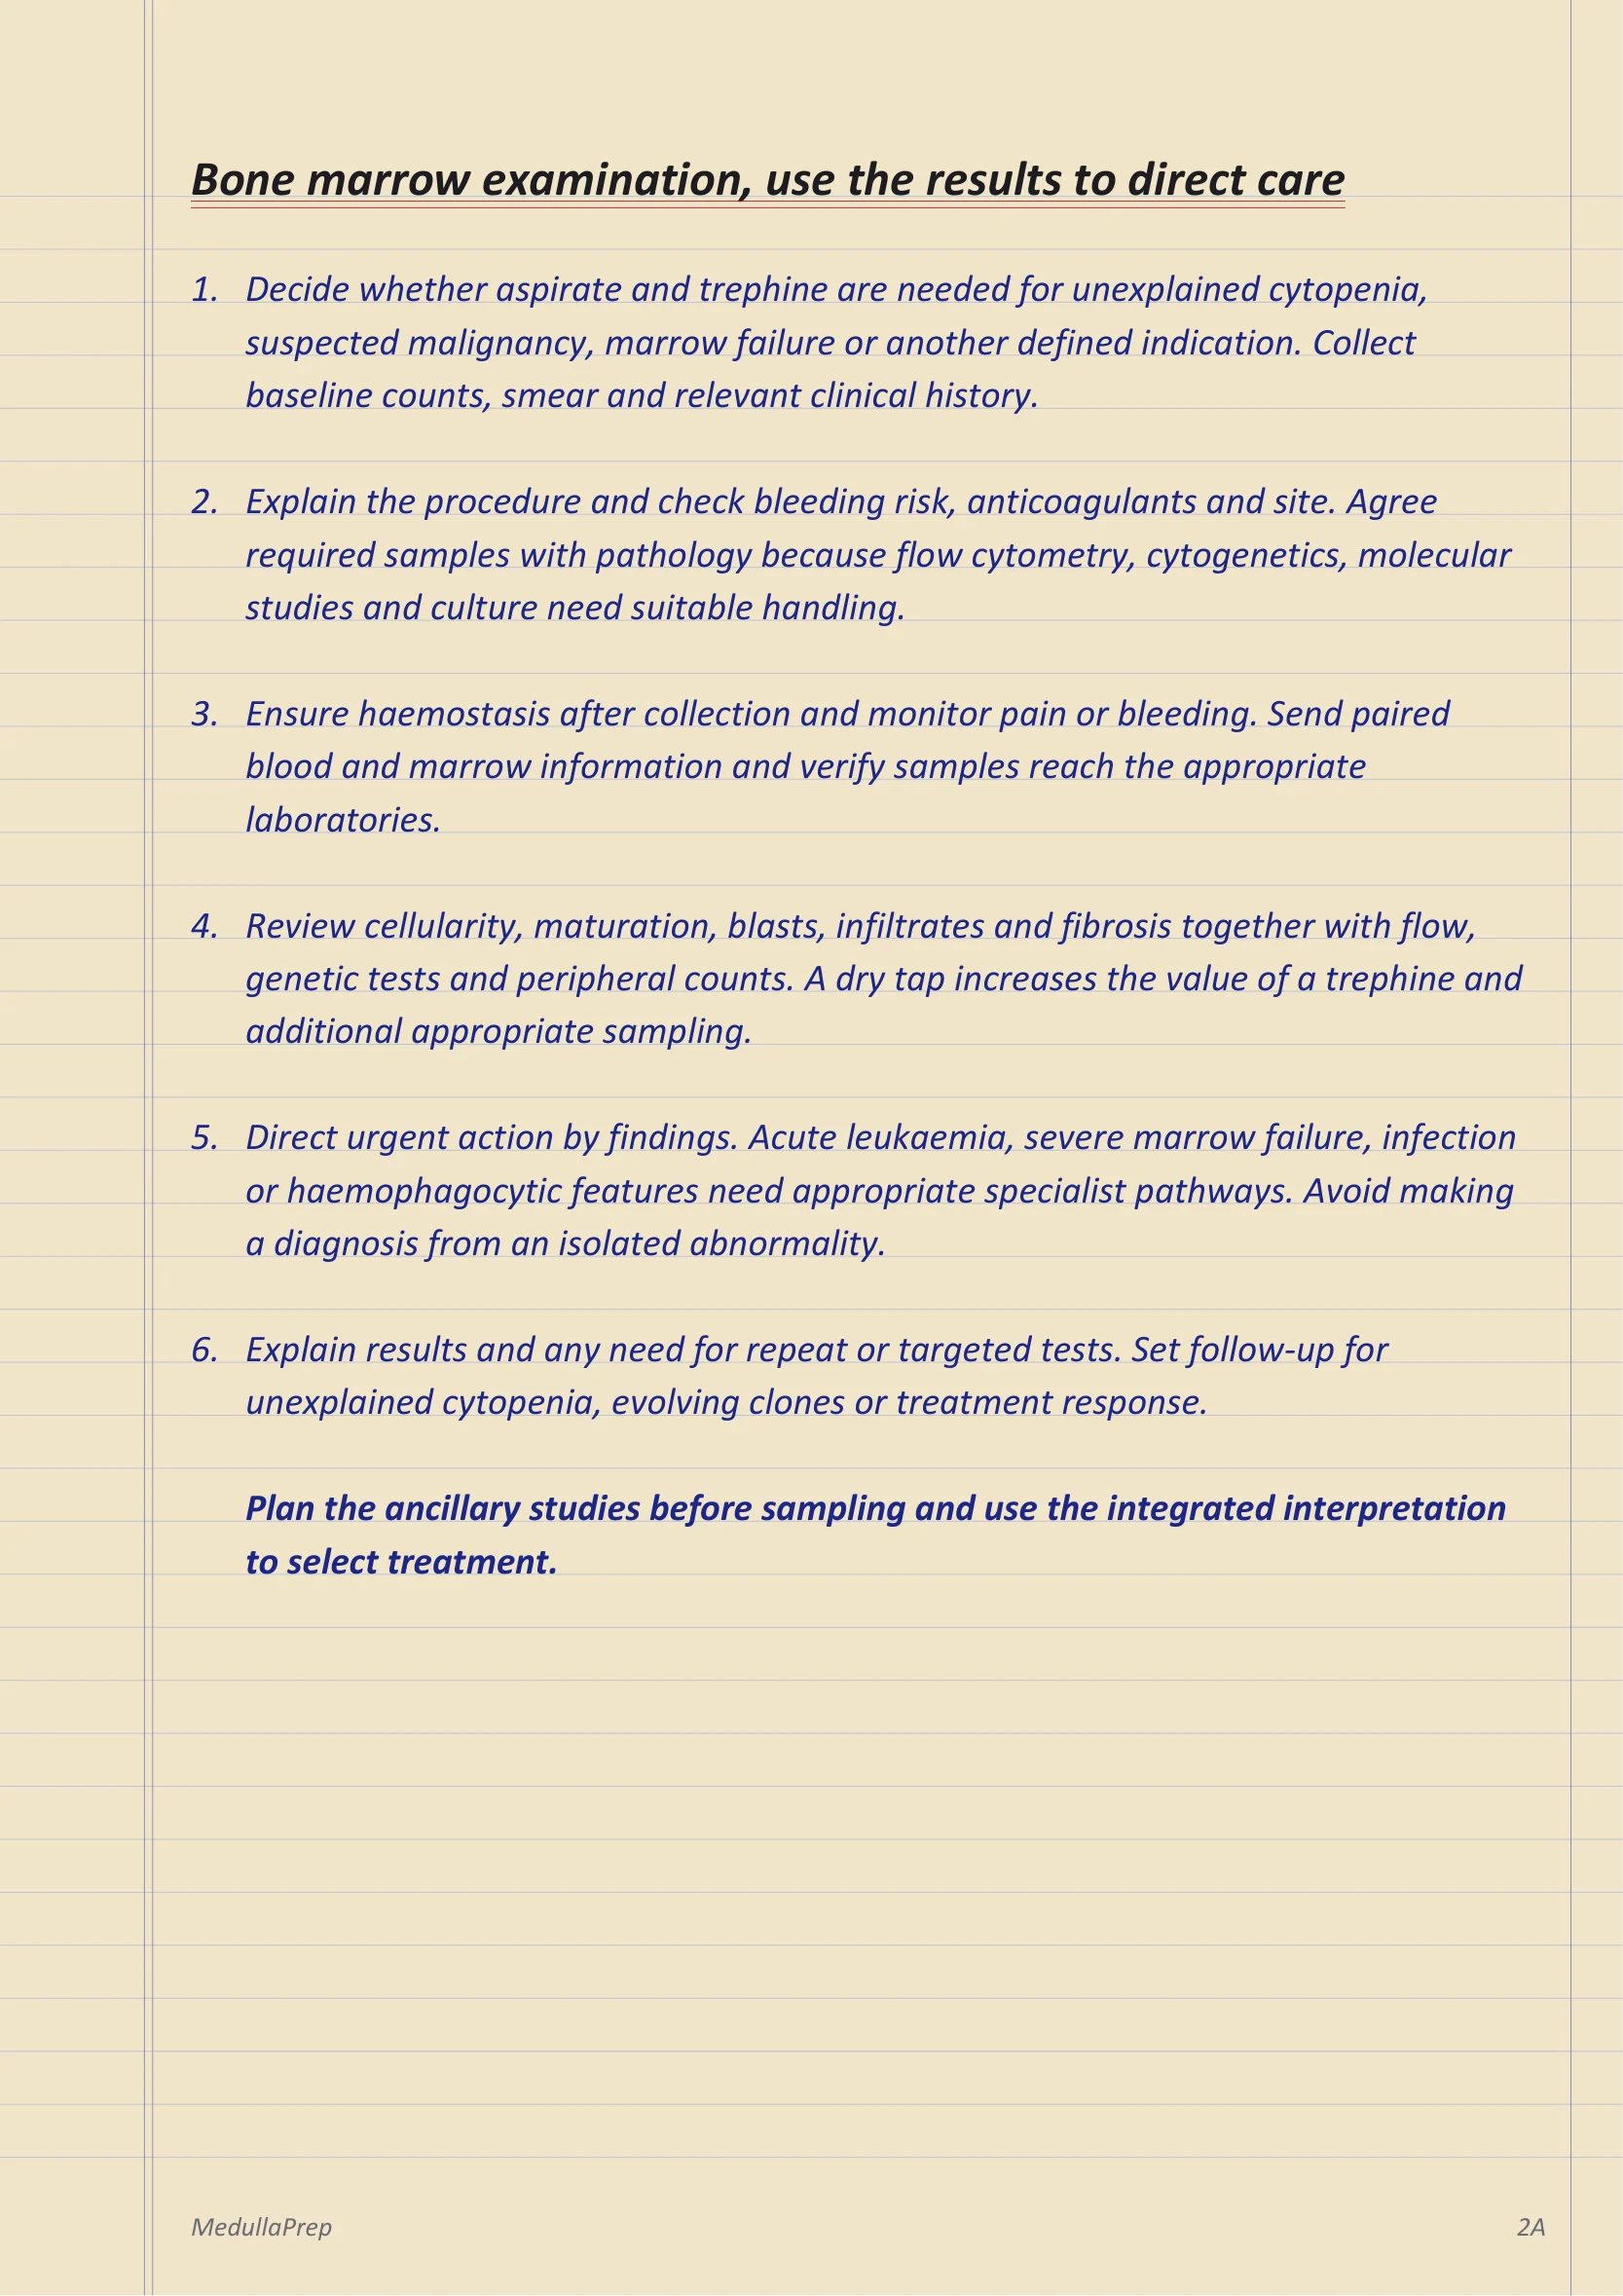 Bone marrow examination, use the results to direct care
1. Decide whether aspirate and trephine are needed for unexplained cytopenia,
suspected malignancy, marrow failure or another defined indication. Collect
baseline counts, smear and relevant clinical history.
2. Explain the procedure and check bleeding risk, anticoagulants and site. Agree
required samples with pathology because flow cytometry, cytogenetics, molecular
studies and culture need suitable handling.
3. Ensure haemostasis after collection and monitor pain or bleeding. Send paired
blood and marrow information and verify samples reach the appropriate
laboratories.
4. Review cellularity, maturation, blasts, infiltrates and fibrosis together with flow,
genetic tests and peripheral counts. A dry tap increases the value of a trephine and
additional appropriate sampling.
5. Direct urgent action by findings. Acute leukaemia, severe marrow failure, infection
or haemophagocytic features need appropriate specialist pathways. Avoid making
a diagnosis from an isolated abnormality.
6. Explain results and any need for repeat or targeted tests. Set follow-up for
unexplained cytopenia, evolving clones or treatment response.
Plan the ancillary studies before sampling and use the integrated interpretation
to select treatment.
MedullaPrep
2A